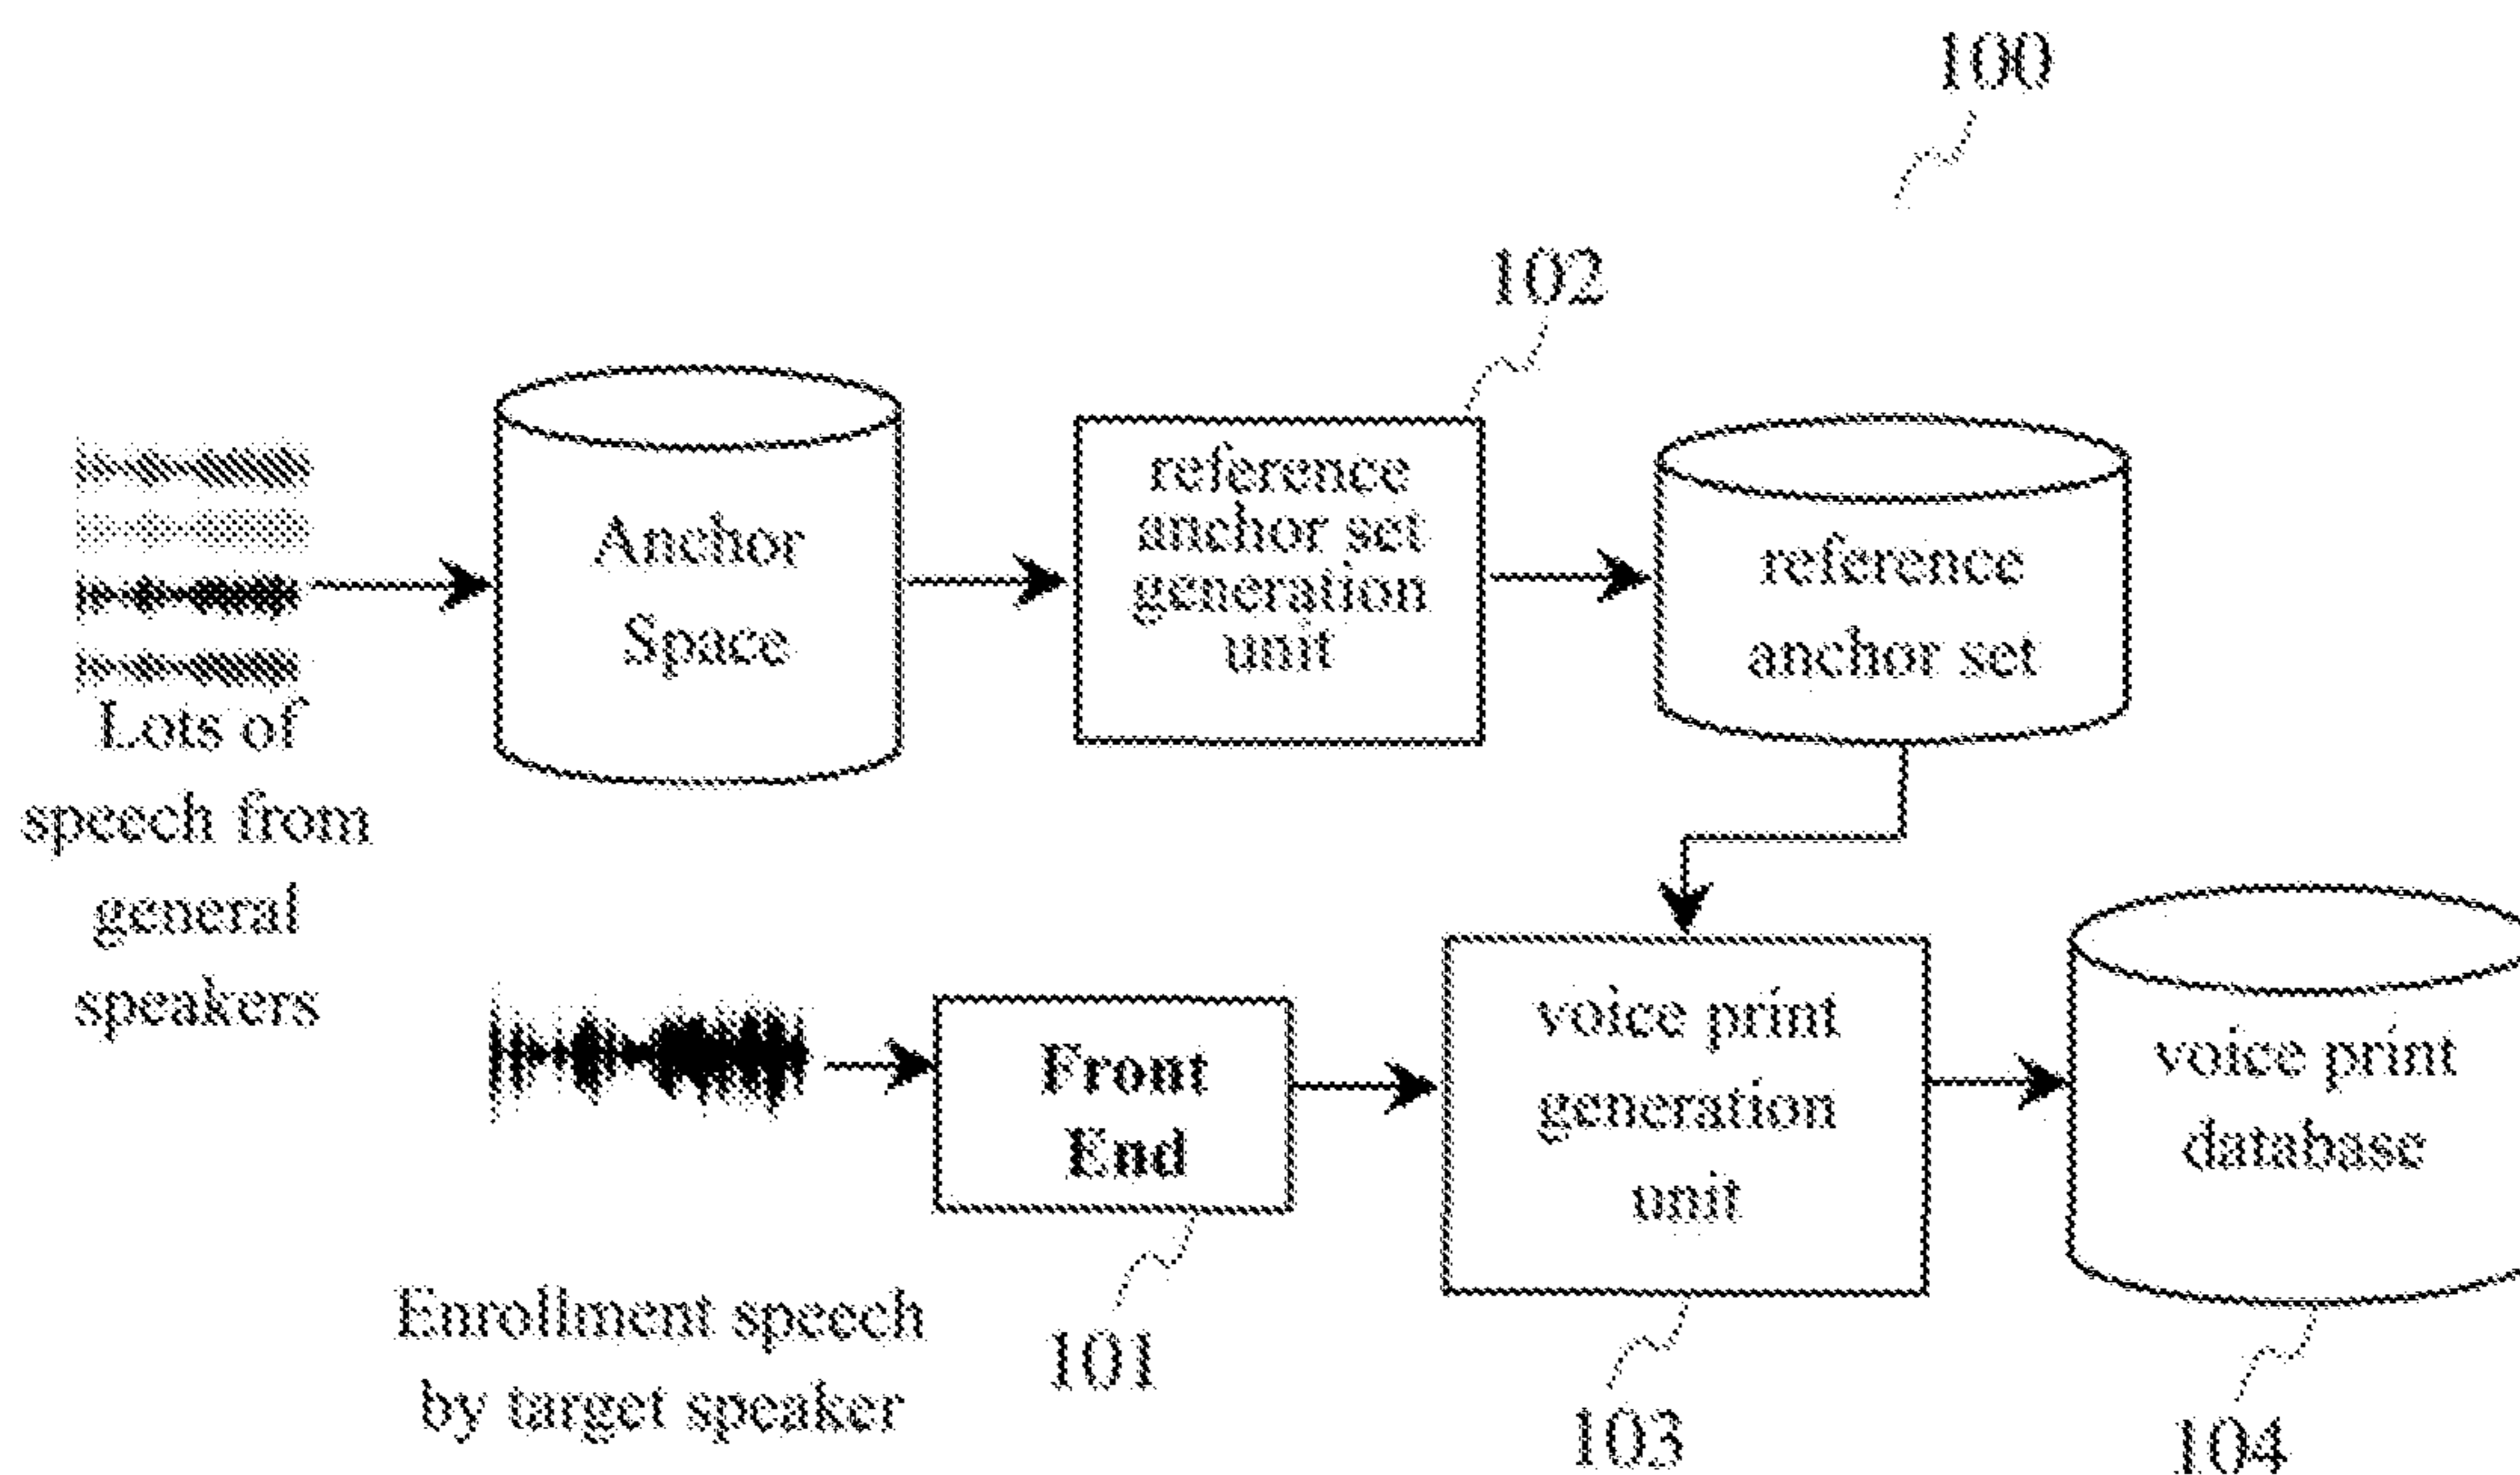 100
102
Anchor
Space
reference
anchor set
generation
unit
reference
anchor set
Lots of
speech from
general
speakers
Front
End
voice print
generation
unit
voice print
database
Enrollment speech
by target speaker
101
103
104